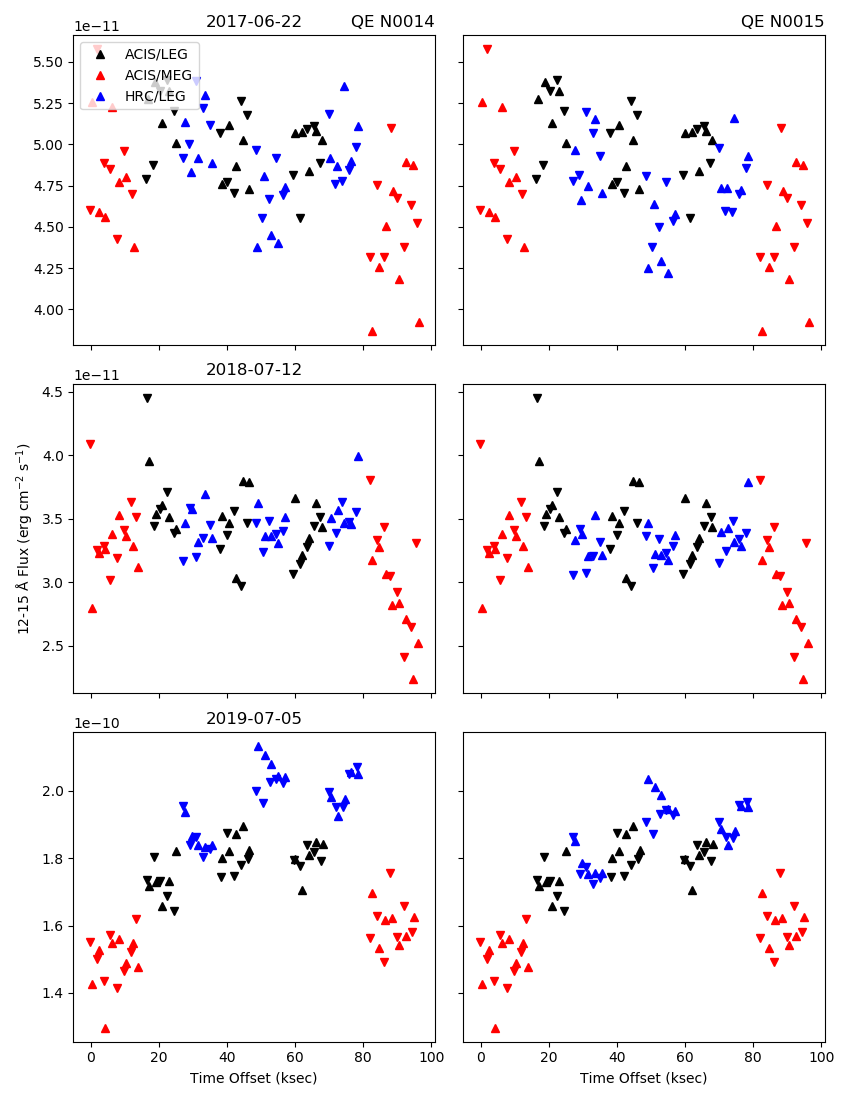 1e−11
2017-06-22
QE N0014
QE N0015
ACIS/LEG
ACIS/MEG
HRC/LEG
5.50
5.25
5.00
4.75
4.50
4.25
4.00
1e−11
2018-07-12
4.5
4.0
3.5
3.0
2.5
12-15 Å Flux (erg cm⁻² s⁻¹)
1e−10
2019-07-05
2.0
1.8
1.6
1.4
0 20 40 60 80 100
0 20 40 60 80 100
Time Offset (ksec)
Time Offset (ksec)